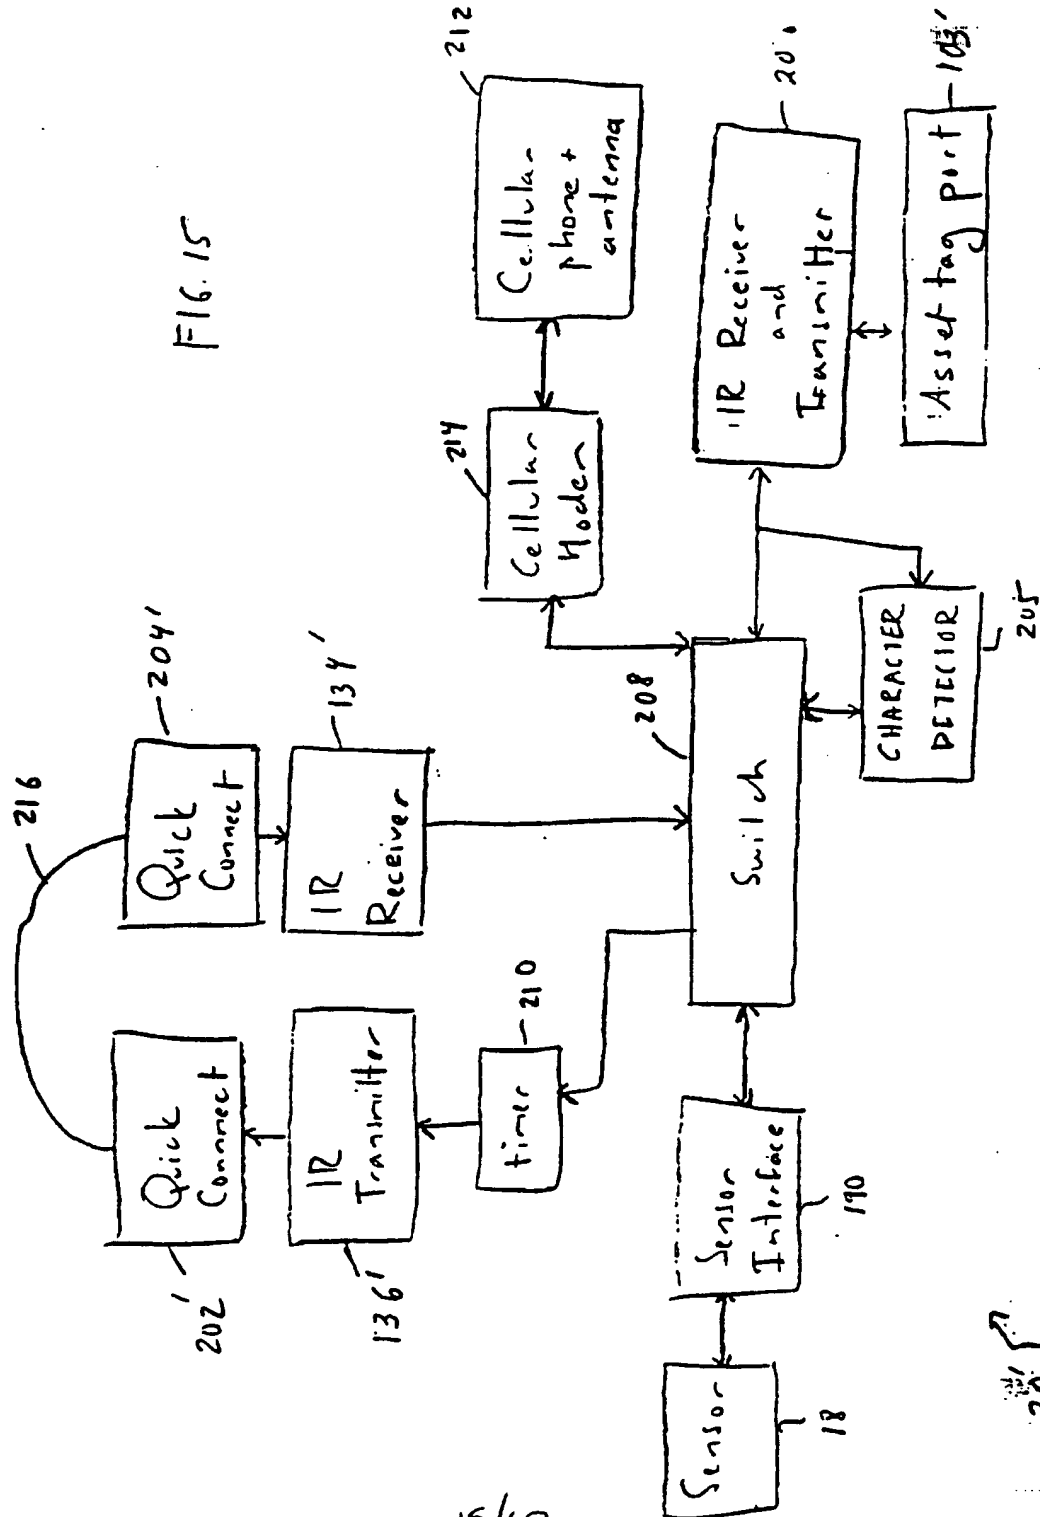 FIG. 15
216
202'
Quick
Connnect
204'
Quick
Connect
136'
IR
Transmitter
134'
IR
Receiver
210
timer
214
Cellular
Modem
212
Cellular
phone +
antenna
208
Switch
18
Sensor
190
Sensor
Interface
IR Receiver
and
Transmitter
Asset tag port
103'
CHARACTER
DETECTOR
205